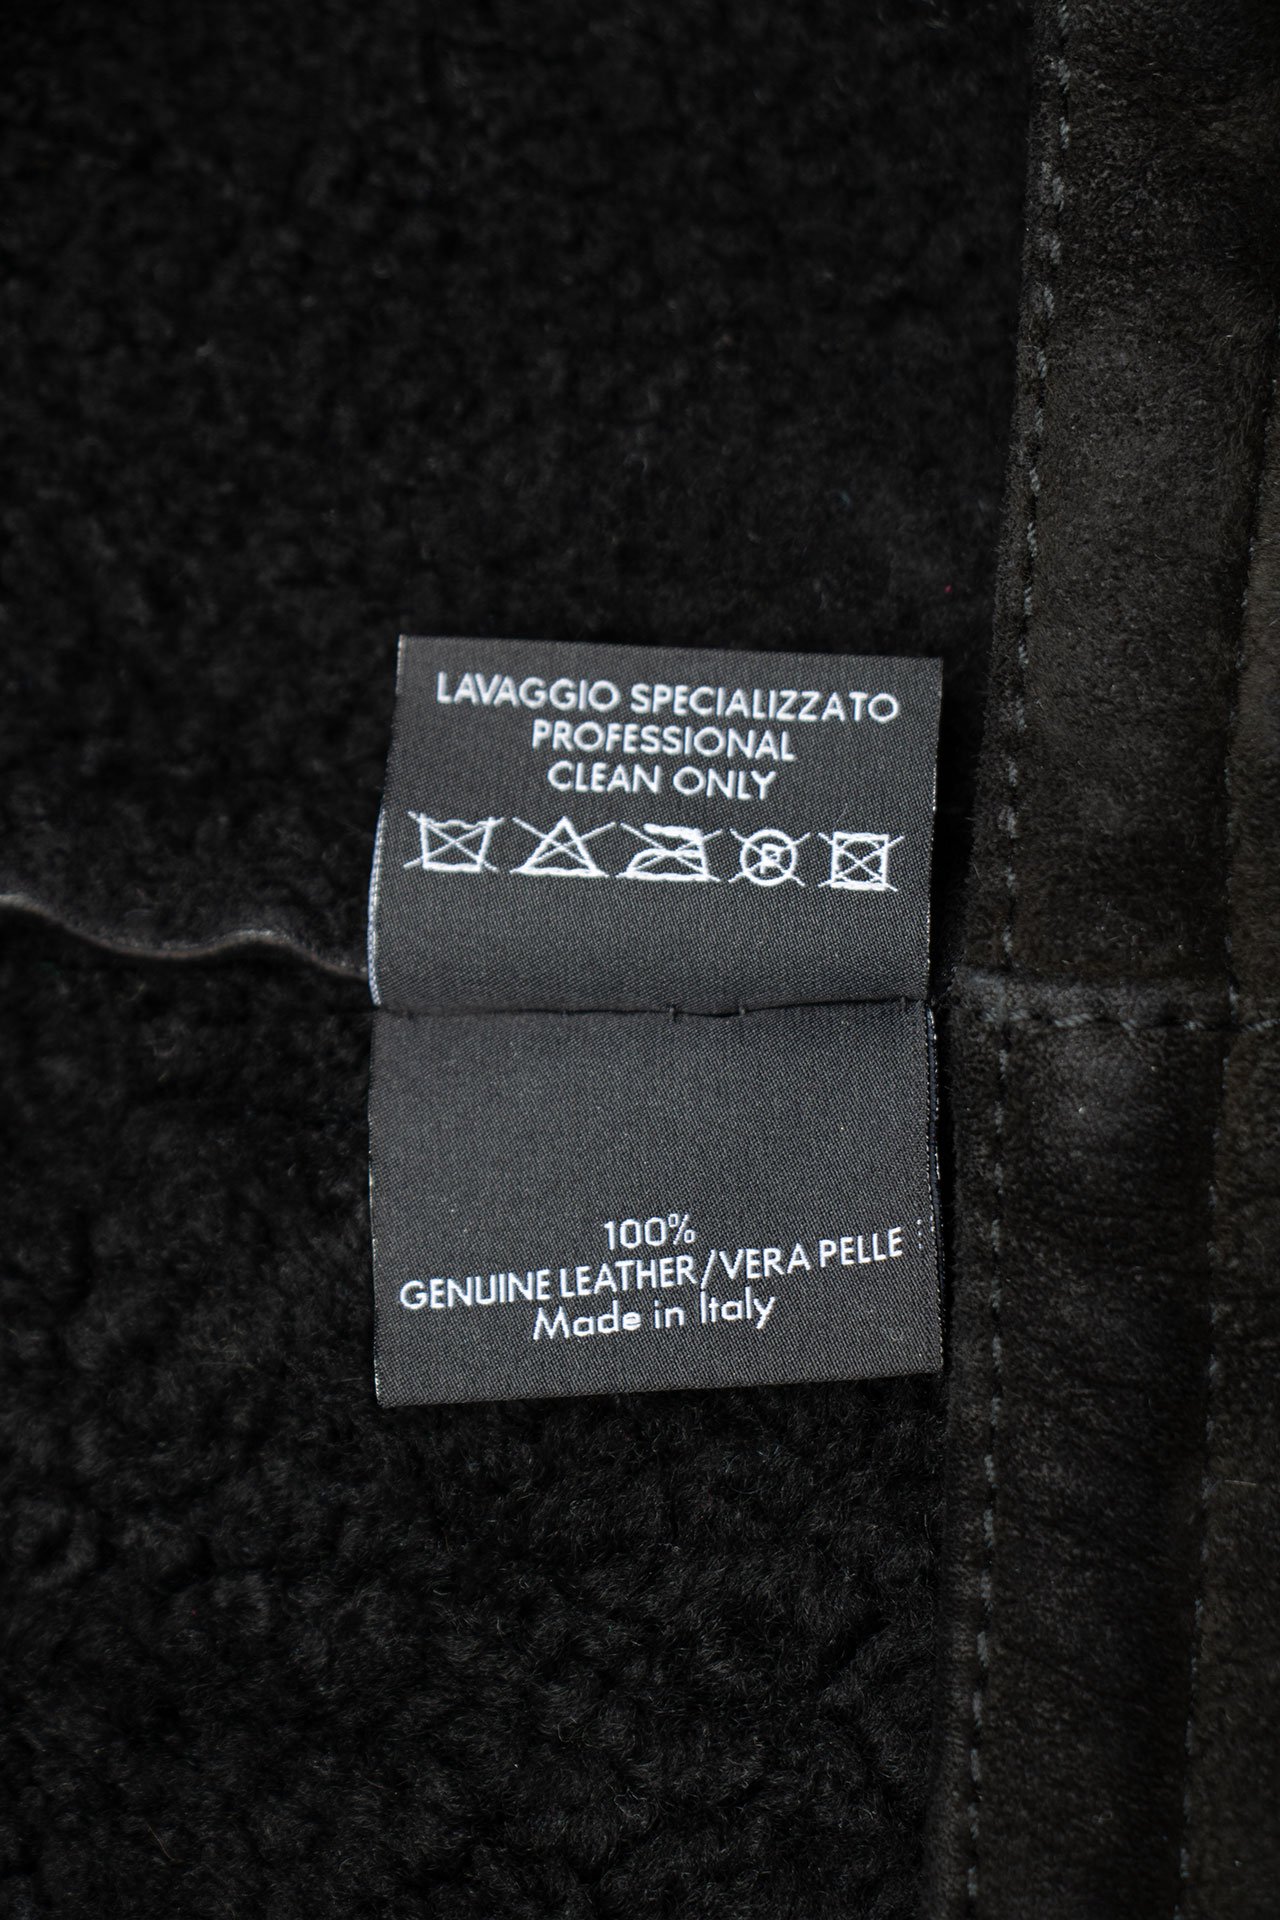 LAVAGGIO SPECIALIZZATO
PROFESSIONAL
CLEAN ONLY
P
100%
GENUINE LEATHER/VERA PELLE
Made in Italy